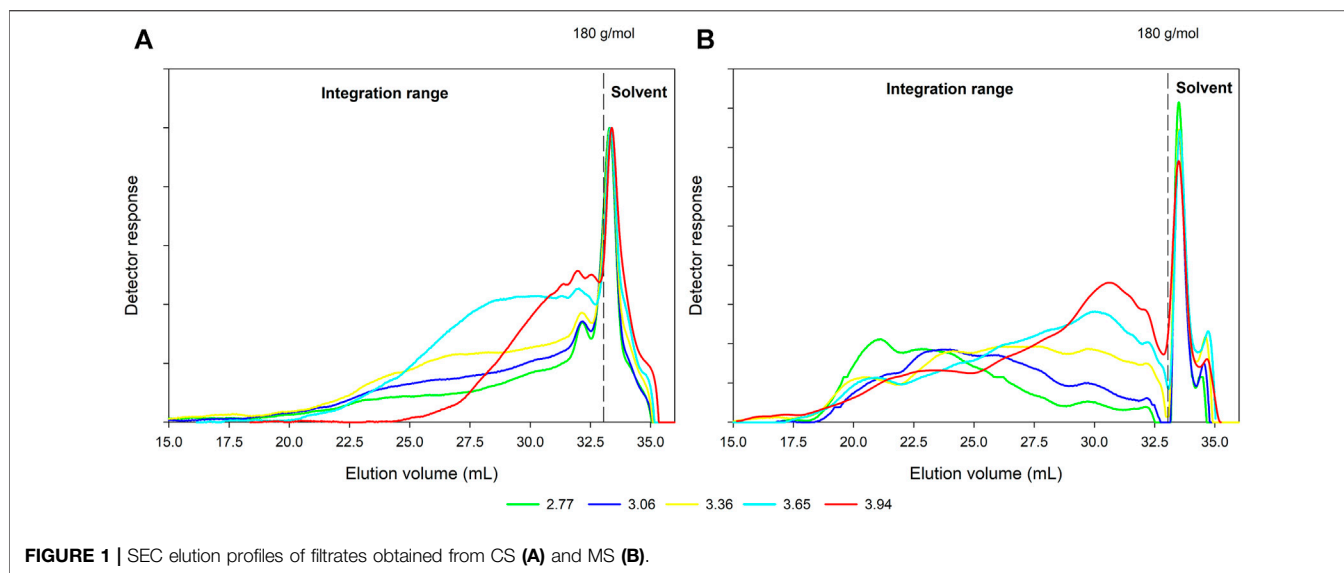 A
180 g/mol
Integration range
Solvent
Detector response
15.0 17.5 20.0 22.5 25.0 27.5 30.0 32.5 35.0
Elution volume (mL)
B
180 g/mol
Integration range
Solvent
Detector response
15.0 17.5 20.0 22.5 25.0 27.5 30.0 32.5 35.0
Elution volume (mL)
2.77 3.06 3.36 3.65 3.94
FIGURE 1 | SEC elution profiles of filtrates obtained from CS (A) and MS (B).